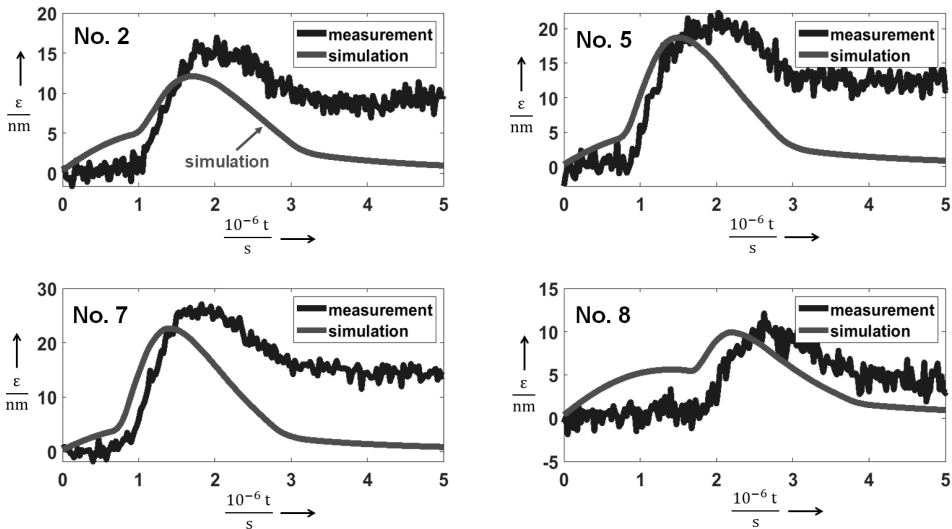 No. 2
measurement
simulation
simulation
15
10
5
0
ε
nm
0 1 2 3 4 5
10⁻⁶ t
s
No. 5
measurement
simulation
20
15
10
5
0
ε
nm
0 1 2 3 4 5
10⁻⁶ t
s
No. 7
measurement
simulation
30
20
10
0
ε
nm
0 1 2 3 4 5
10⁻⁶ t
s
No. 8
measurement
simulation
15
10
5
0
-5
ε
nm
0 1 2 3 4 5
10⁻⁶ t
s